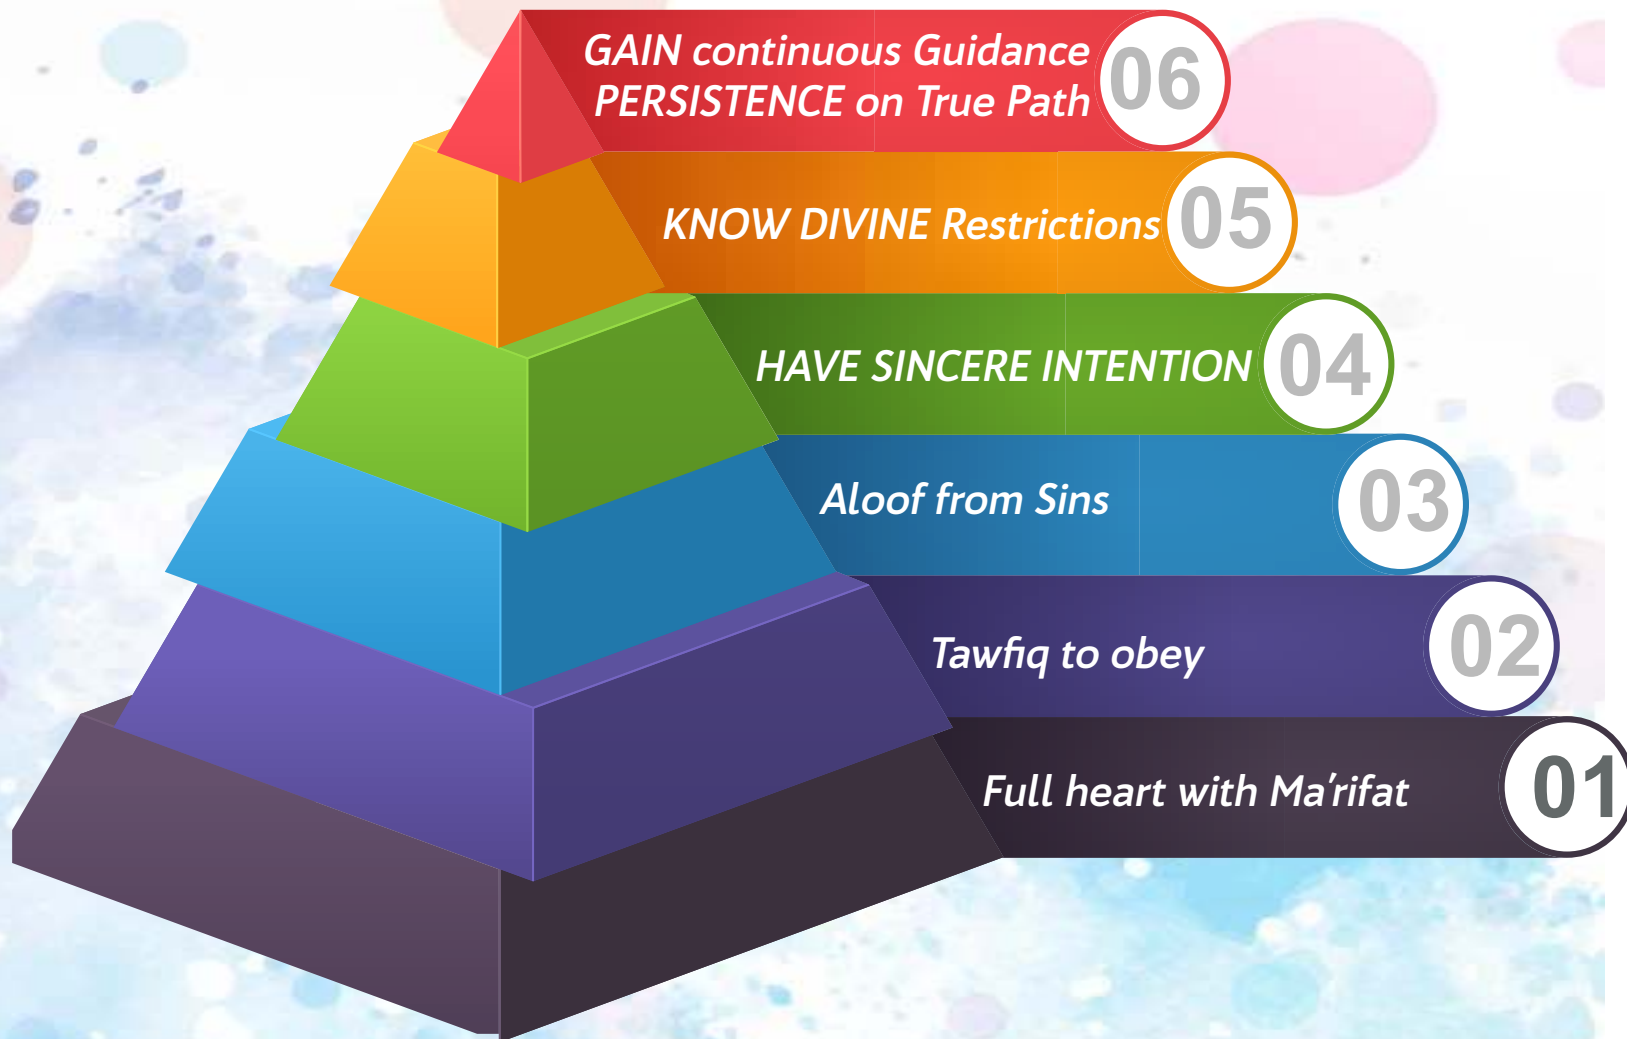 GAIN continuous Guidance
PERSISTENCE on True Path
06
KNOW DIVINE Restrictions
05
HAVE SINCERE INTENTION
04
Aloof from Sins
03
Tawfiq to obey
02
Full heart with Ma'rifat
01